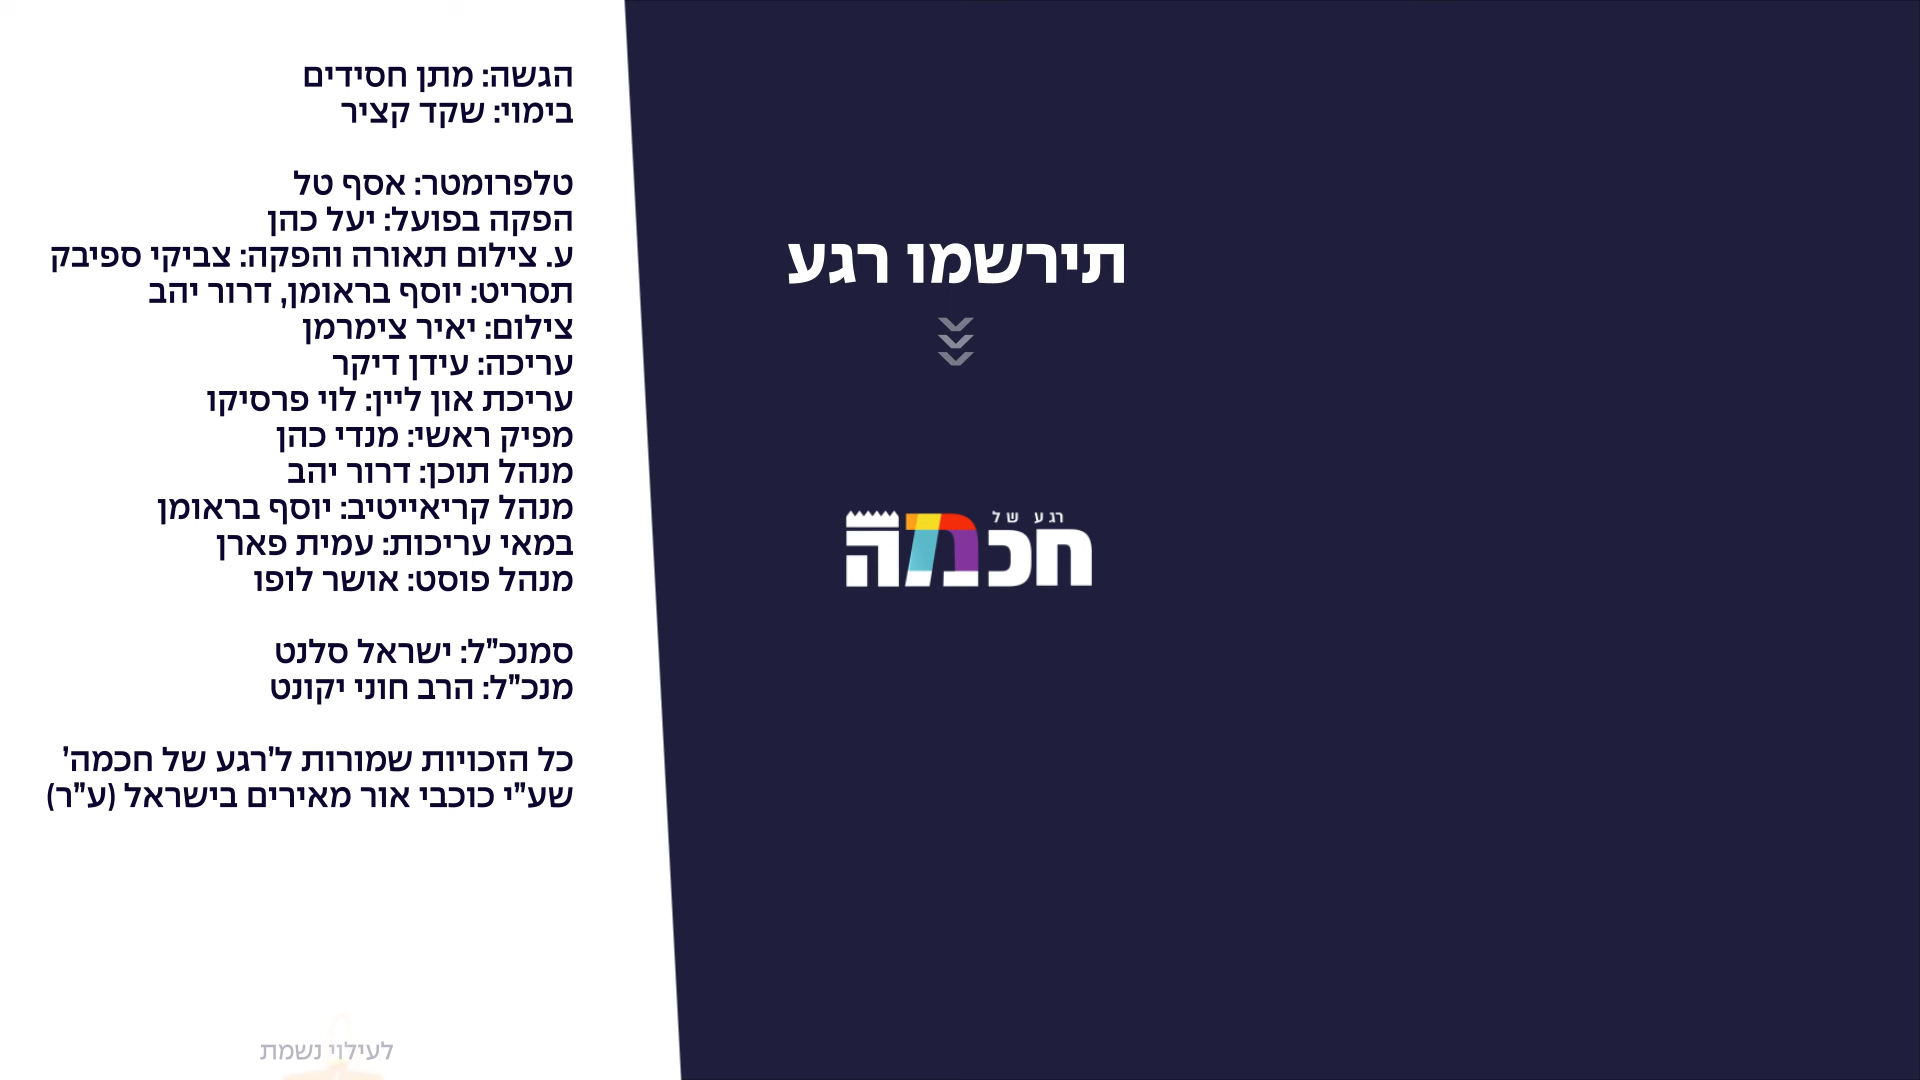 הגשה: מתן חסידים
בימוי: שקד קציר
טלפרומטר: אסף טל
הפקה בפועל: יעל כהן
ע. צילום תאורה והפקה: צביקי ספיבק
תסריט: יוסף בראומן, דרור יהב
צילום: יאיר צימרמן
עריכה: עידן דיקר
עריכת און ליין: לוי פרסיקו
מפיק ראשי: מנדי כהן
מנהל תוכן: דרור יהב
מנהל קריאייטיב: יוסף בראומן
במאי עריכות: עמית פארן
מנהל פוסט: אושר לופו
סמנכ"ל: ישראל סלנט
מנכ"ל: הרב חוני יקונט
כל הזכויות שמורות ל'רגע של חכמה'
שע"י כוכבי אור מאירים בישראל (ע"ר)
לעילוי נשמת
תירשמו רגע
רגע של
חכמה